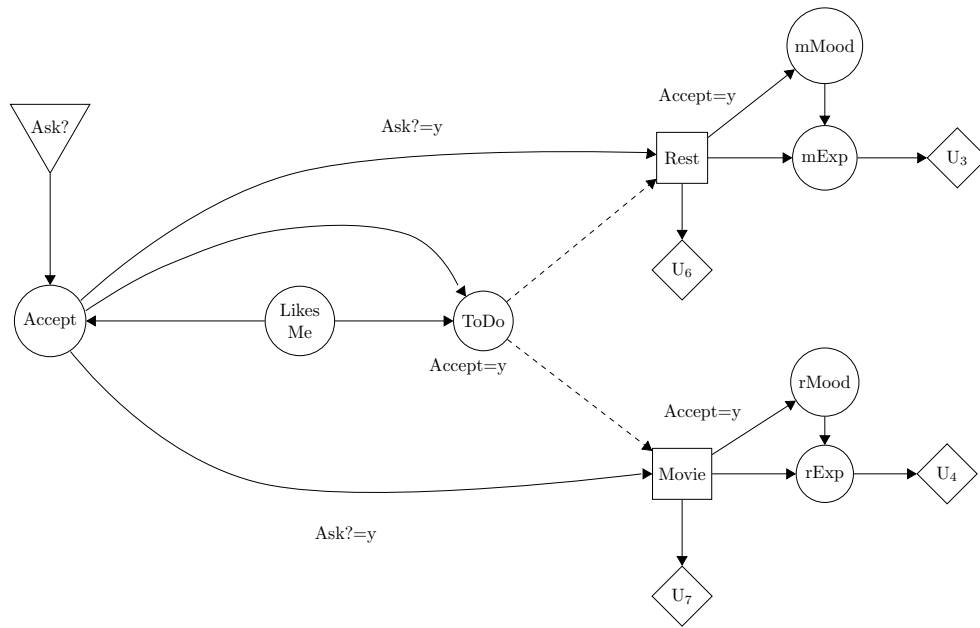 mMood
Accept=y
Ask?
Ask?=y
Rest
mExp
U₃
U₆
Accept
Likes
Me
ToDo
Accept=y
rMood
Accept=y
Movie
rExp
U₄
Ask?=y
U₇